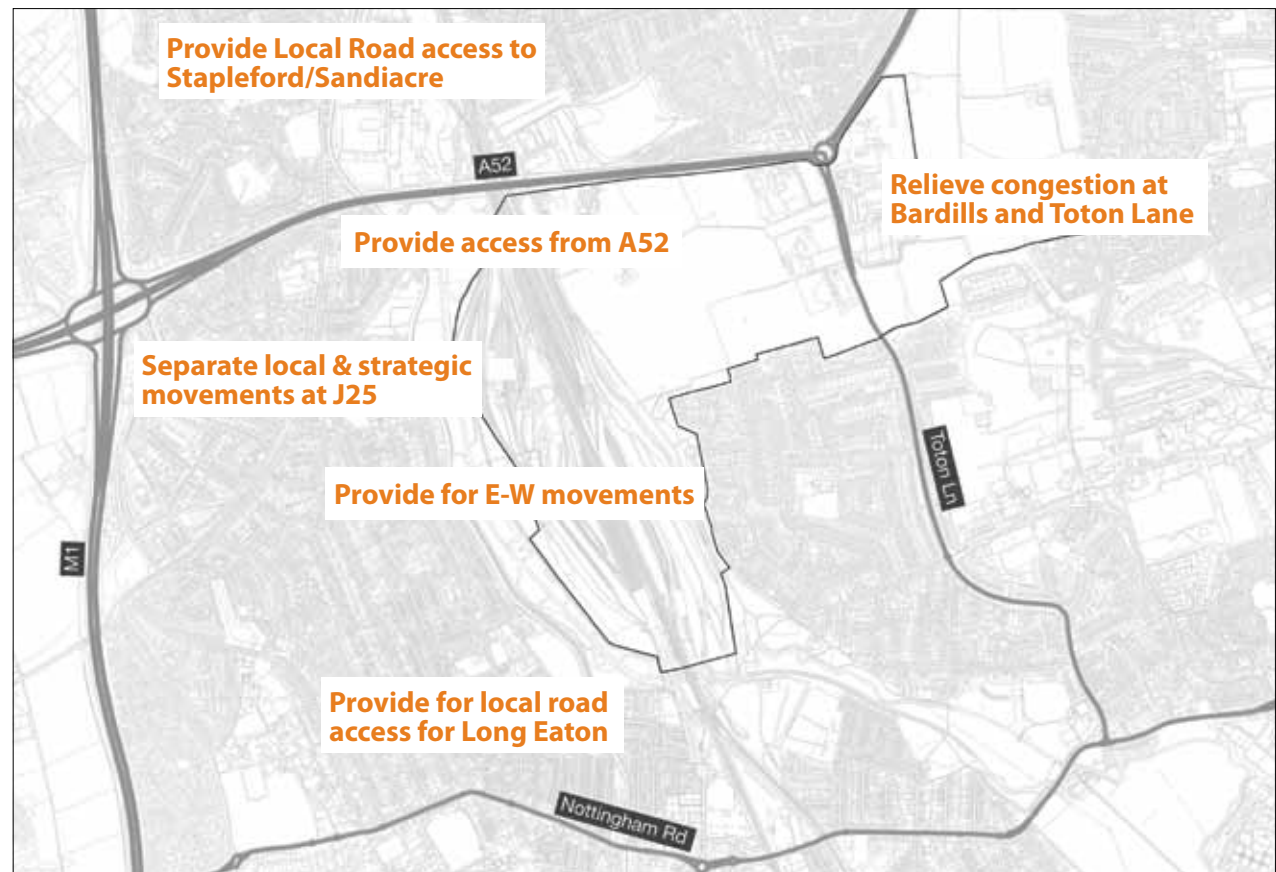 Provide Local Road access to
Stapleford/Sandiacre
A52
Relieve congestion at
Bardills and Toton Lane
Provide access from A52
Separate local & strategic
movements at J25
Toton Ln
Provide for E-W movements
M1
Provide for local road
access for Long Eaton
Nottingham Rd